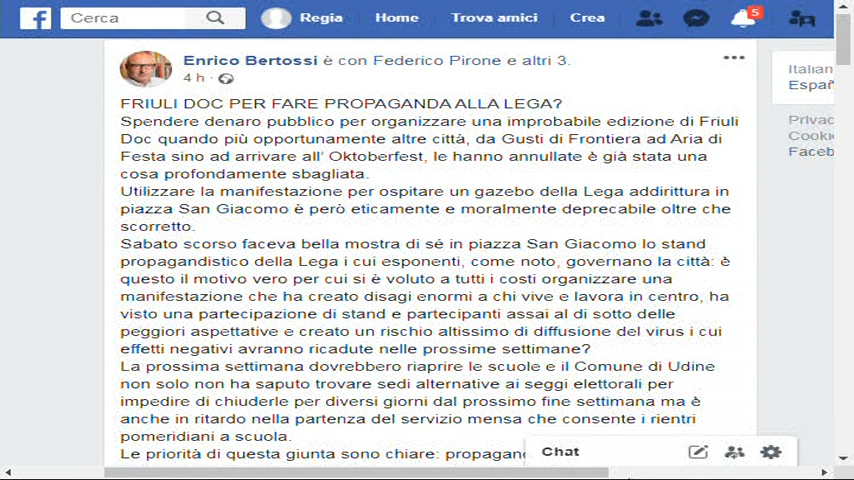 f Cerca Regia Home Trova amici Crea 5
Enrico Bertossi è con Federico Pirone e altri 3.
4 h ·
FRIULI DOC PER FARE PROPAGANDA ALLA LEGA?
Spendere denaro pubblico per organizzare una improbabile edizione di Friuli
Doc quando più opportunamente altre città, da Gusti di Frontiera ad Aria di
Festa sino ad arrivare all' Oktoberfest, le hanno annullate è già stata una
cosa profondamente sbagliata.
Utilizzare la manifestazione per ospitare un gazebo della Lega addirittura in
piazza San Giacomo è però eticamente e moralmente deprecabile oltre che
scorretto.
Sabato scorso faceva bella mostra di sé in piazza San Giacomo lo stand
propagandistico della Lega i cui esponenti, come noto, governano la città: è
questo il motivo vero per cui si è voluto a tutti i costi organizzare una
manifestazione che ha creato disagi enormi a chi vive e lavora in centro, ha
visto una partecipazione di stand e partecipanti assai al di sotto delle
peggiori aspettative e creato un rischio altissimo di diffusione del virus i cui
effetti negativi avranno ricadute nelle prossime settimane?
La prossima settimana dovrebbero riaprire le scuole e il Comune di Udine
non solo non ha saputo trovare sedi alternative ai seggi elettorali per
impedire di chiuderle per diversi giorni dal prossimo fine settimana ma è
anche in ritardo nella partenza del servizio mensa che consente i rientri
pomeridiani a scuola.
Le priorità di questa giunta sono chiare: propagand
Italian
Españ
Privac
Cookie
Faceb
Chat